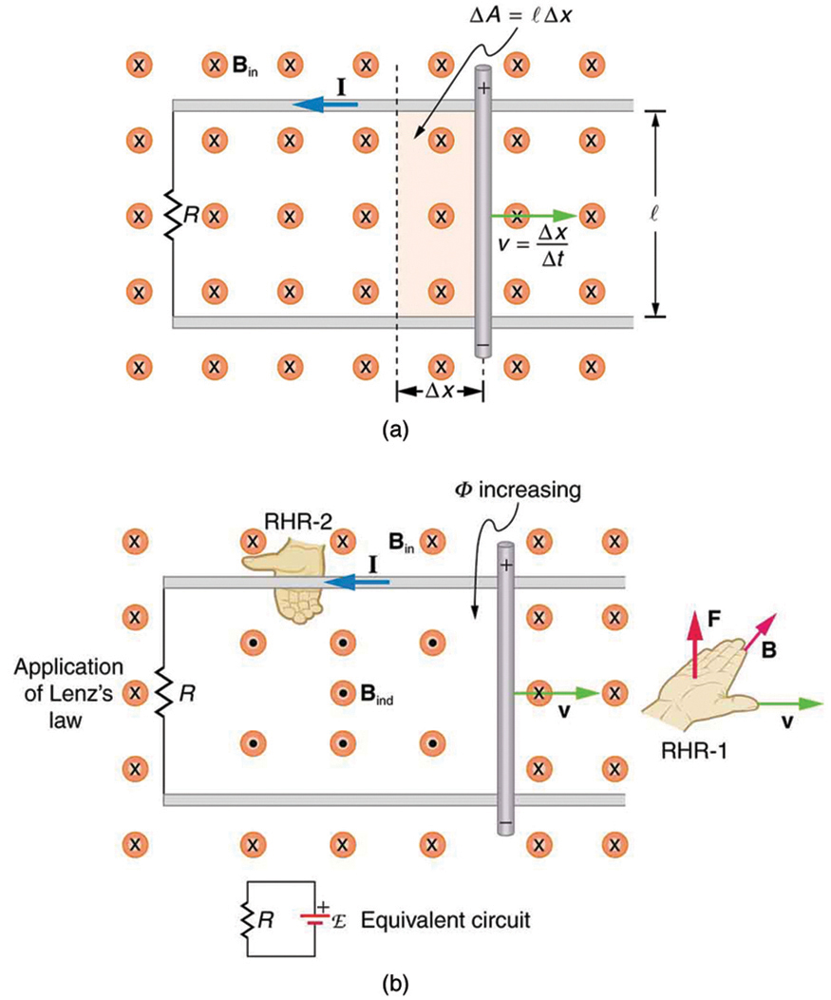 ΔA = ℓ Δx
X X B_in X X X X X
I
+
X X X X X X X
R X X X X X X X ℓ
v = Δx/Δt
X X X X X X X
−
X X X X X X X
Δx
(a)
Φ increasing
RHR-2
X X X B_in X X X
I
+
X X X
F
B
Application
of Lenz's
law
X R B_ind X X
v
v
RHR-1
X X X
−
X X X X X X
R
+
ℰ Equivalent circuit
(b)